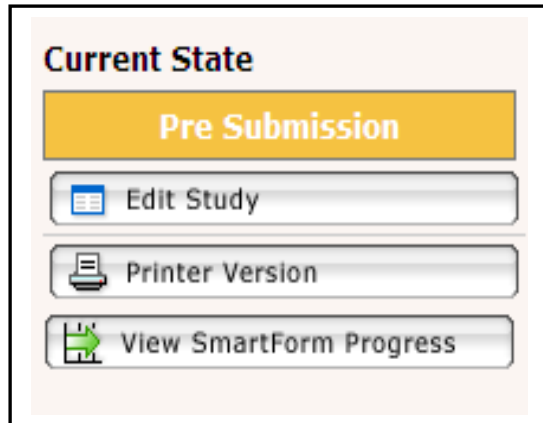 Current State
Pre Submission
Edit Study
Printer Version
View SmartForm Progress